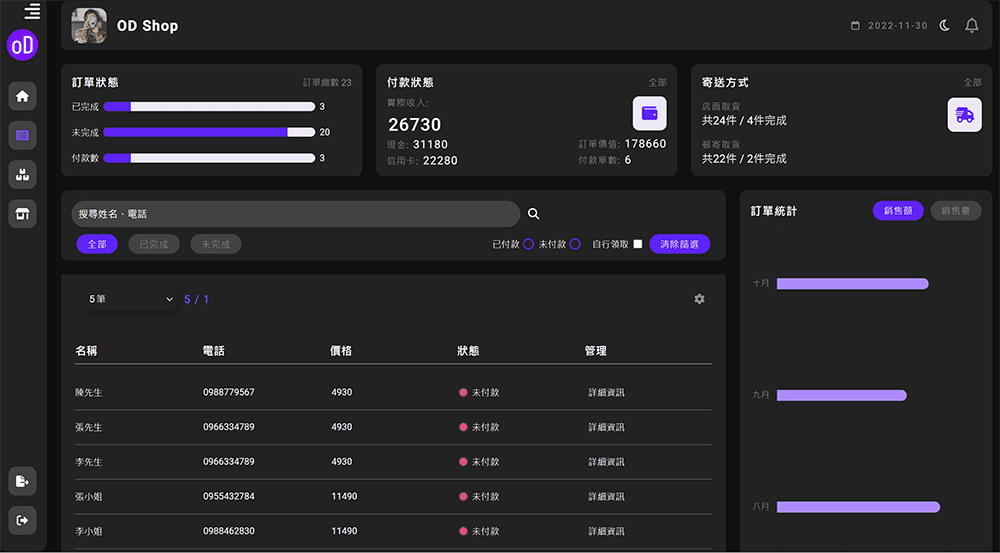 oD
OD Shop
2022-11-30
訂單狀態
訂單總數 23
已完成
3
未完成
20
付款數
3
付款狀態
全部
實際收入:
26730
現金: 31180
訂單價值: 178660
信用卡: 22280
付款單數: 6
寄送方式
全部
店面取貨
共24件 / 4件完成
郵寄取貨
共22件 / 2件完成
搜尋姓名、電話
全部
已完成
未完成
已付款
未付款
自行領取
清除篩選
5筆
5 / 1
名稱 電話 價格 狀態 管理
陳先生 0988779567 4930 未付款 詳細資訊
張先生 0966334789 4930 未付款 詳細資訊
李先生 0966334789 4930 未付款 詳細資訊
張小姐 0955432784 11490 未付款 詳細資訊
李小姐 0988462830 11490 未付款 詳細資訊
訂單統計
銷售額
銷售量
十月
九月
八月